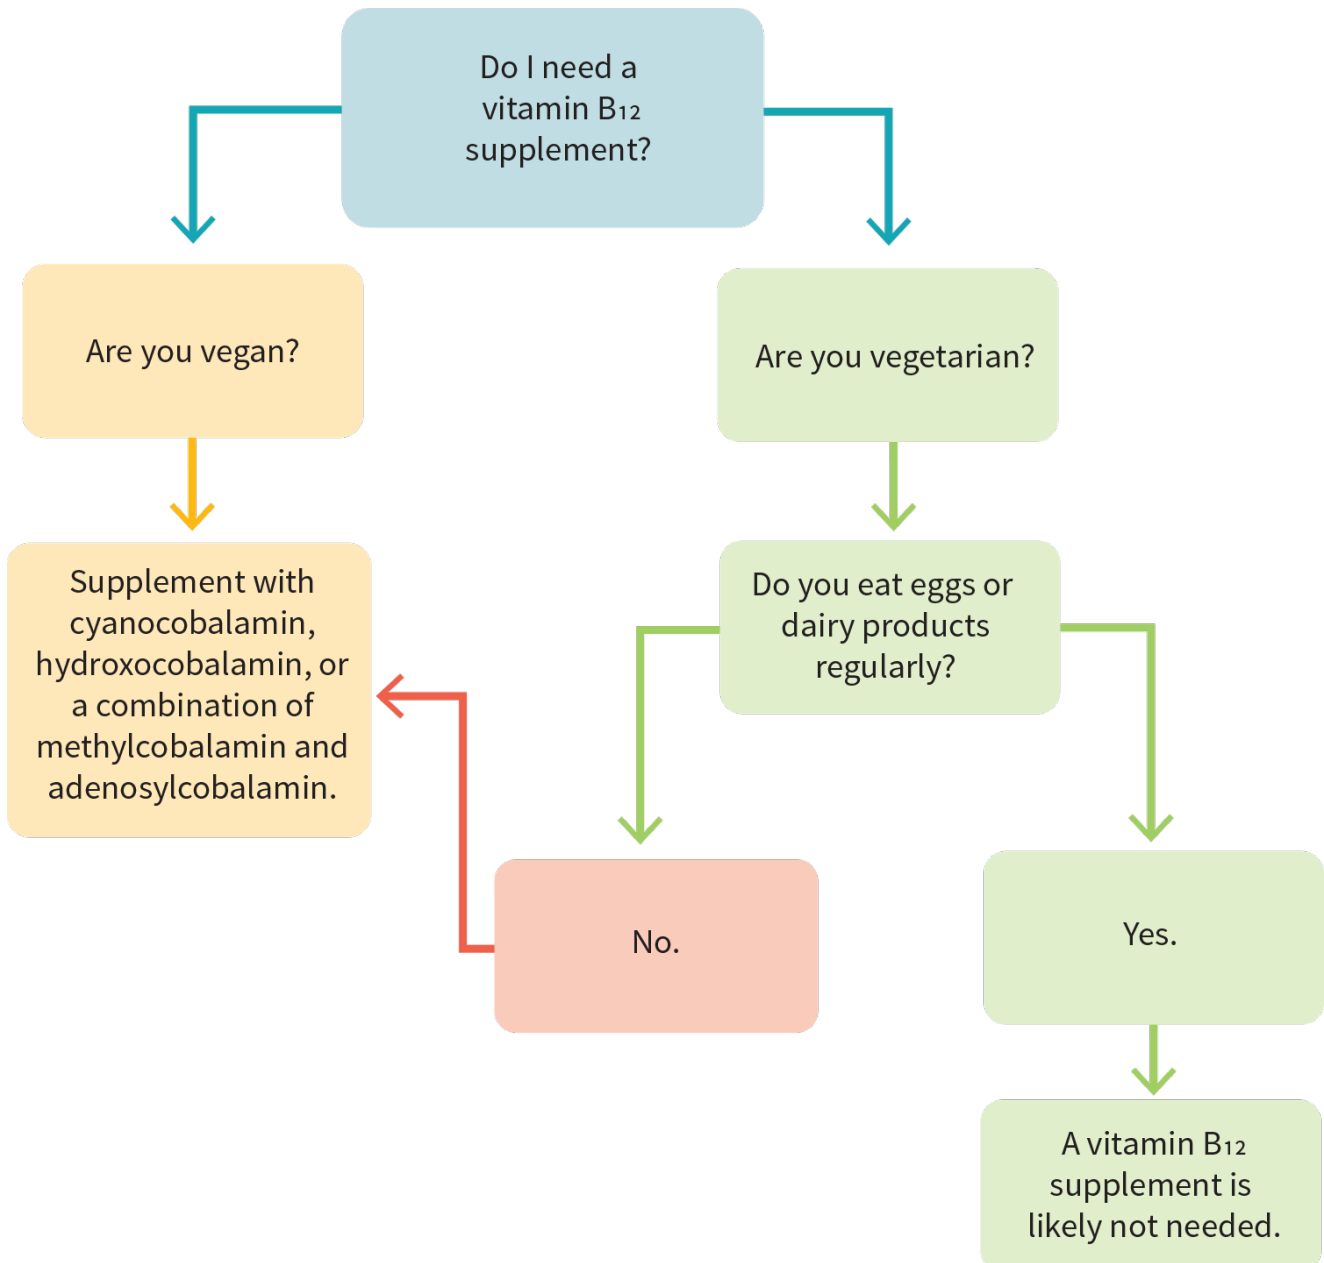 Do I need a
vitamin B₁₂
supplement?
Are you vegan?
Are you vegetarian?
Supplement with
cyanocobalamin,
hydroxocobalamin, or
a combination of
methylcobalamin and
adenosylcobalamin.
Do you eat eggs or
dairy products
regularly?
No.
Yes.
A vitamin B₁₂
supplement is
likely not needed.